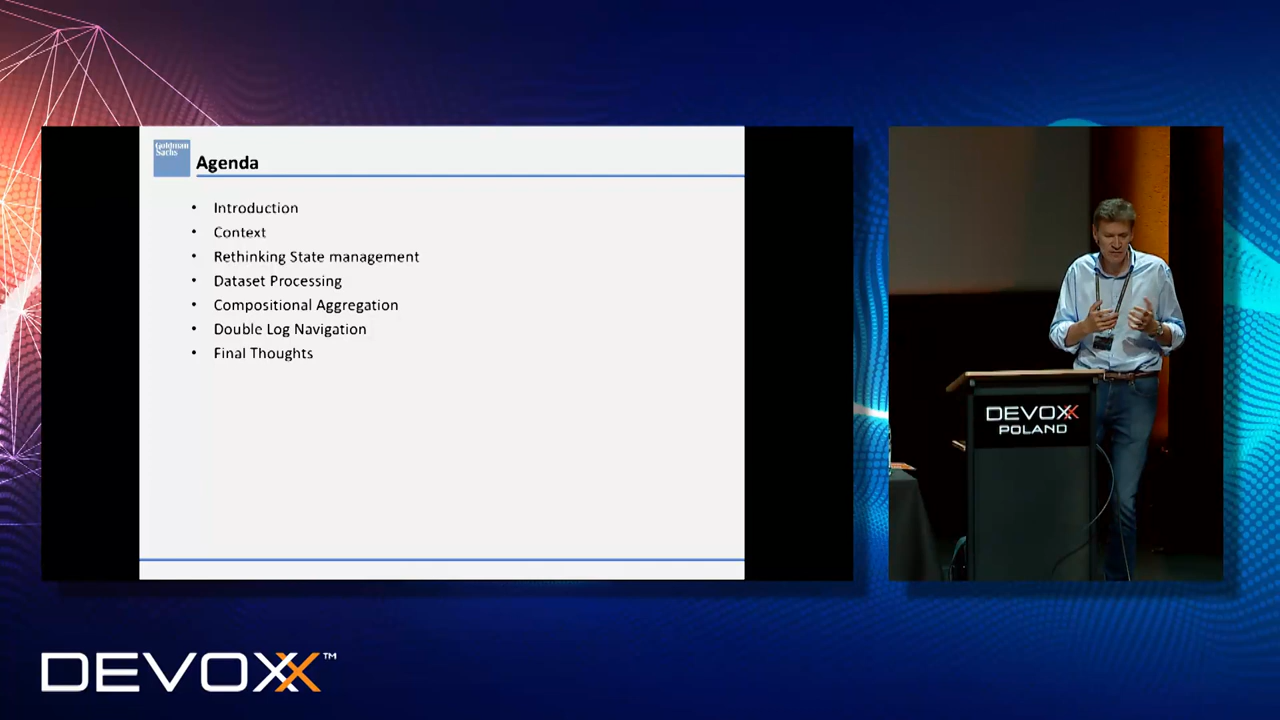 Goldman
Sachs
Agenda
• Introduction
• Context
• Rethinking State management
• Dataset Processing
• Compositional Aggregation
• Double Log Navigation
• Final Thoughts
DEVOXX
POLAND
DEVOXX™